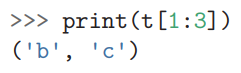 >>> print(t[1:3])
('b', 'c')